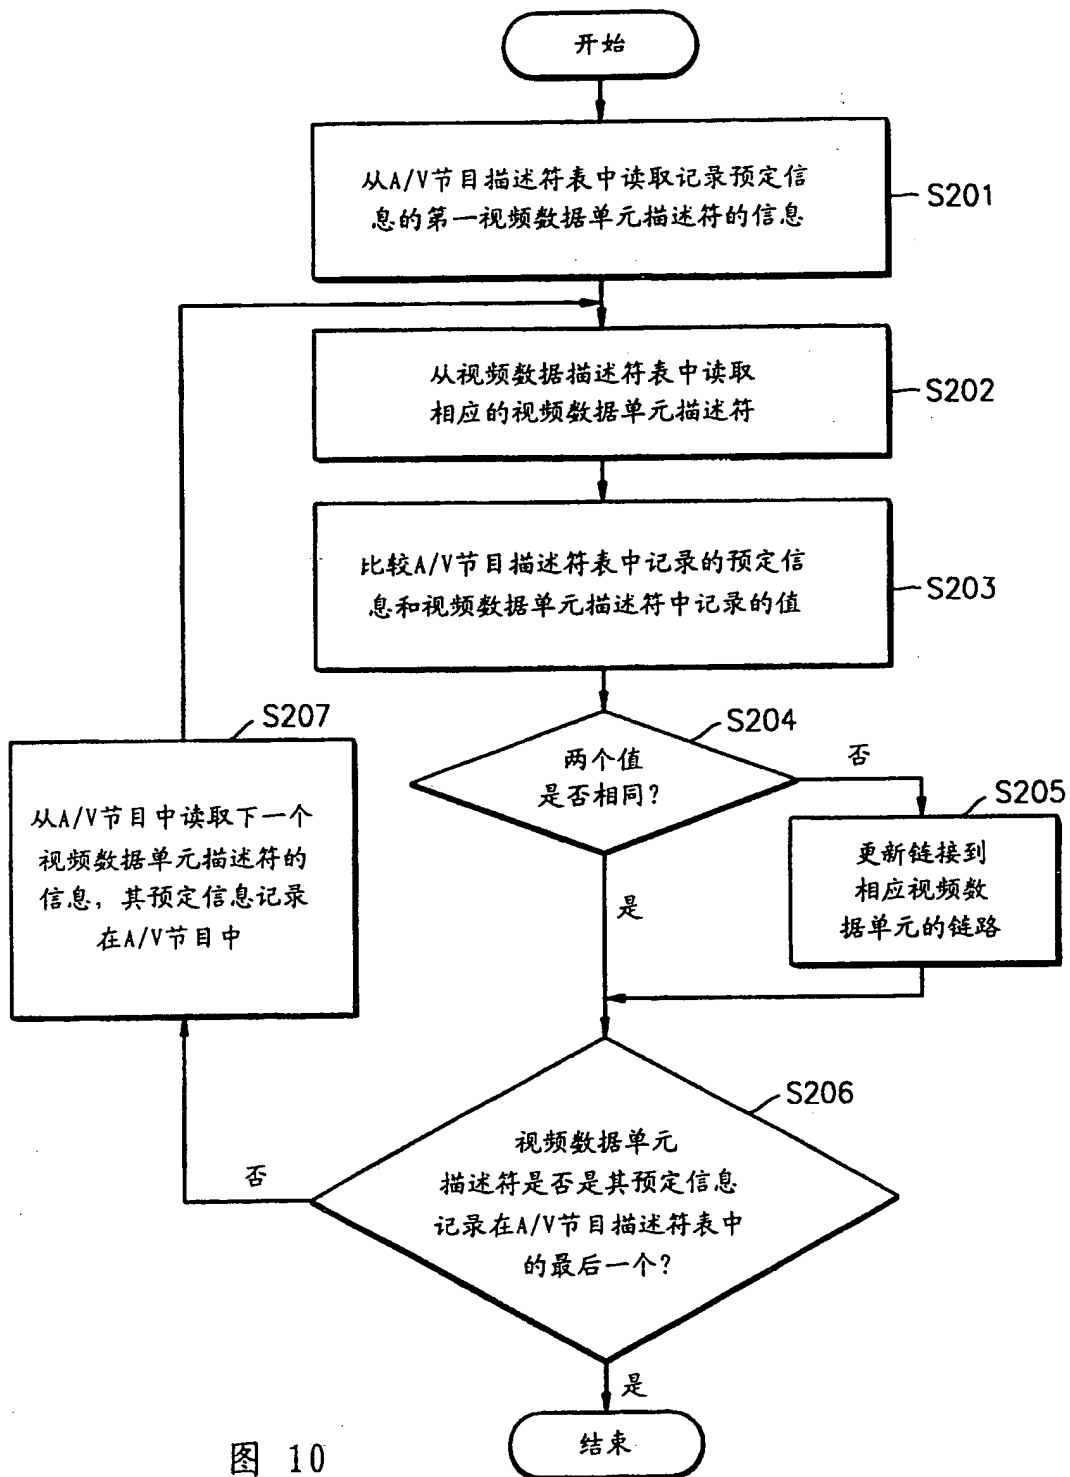 开始
从A/V节目描述符表中读取记录预定信
息的第一视频数据单元描述符的信息
S201
从视频数据描述符表中读取
相应的视频数据单元描述符
S202
比较A/V节目描述符表中记录的预定信
息和视频数据单元描述符中记录的值
S203
S207
从A/V节目中读取下一个
视频数据单元描述符的
信息，其预定信息记录
在A/V节目中
S204
两个值
是否相同?
否
S205
更新链接到
相应视频数
据单元的链路
是
S206
视频数据单元
描述符是否是其预定信息
记录在A/V节目描述符表中
的最后一个?
否
是
结束
图 10